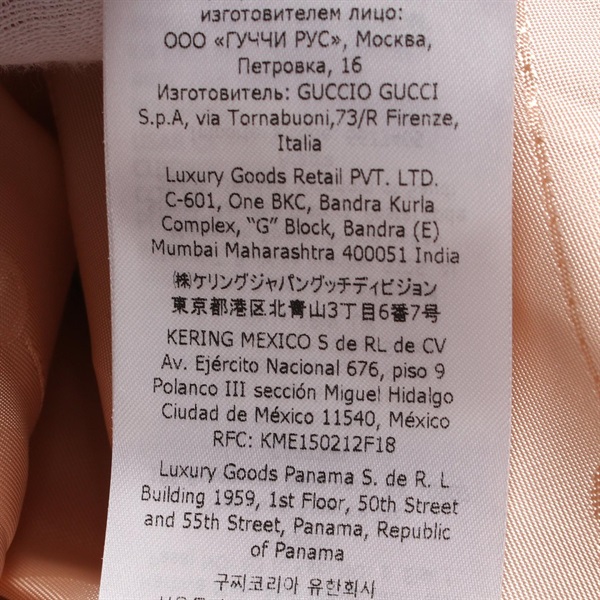 изготовителем лицо:
ООО «ГУЧЧИ РУС», Москва,
Петровка, 16
Изготовитель: GUCCIO GUCCI
S.p.A, via Tornabuoni,73/R Firenze,
Italia
Luxury Goods Retail PVT. LTD.
C-601, One BKC, Bandra Kurla
Complex, “G” Block, Bandra (E)
Mumbai Maharashtra 400051 India
㈱ケリングジャパングッチディビジョン
東京都港区北青山3丁目6番7号
KERING MEXICO S de RL de CV
Av. Ejército Nacional 676, piso 9
Polanco III sección Miguel Hidalgo
Ciudad de México 11540, México
RFC: KME150212F18
Luxury Goods Panama S. de R. L
Building 1959, 1st Floor, 50th Street
and 55th Street, Panama, Republic
of Panama
구찌코리아 유한회사